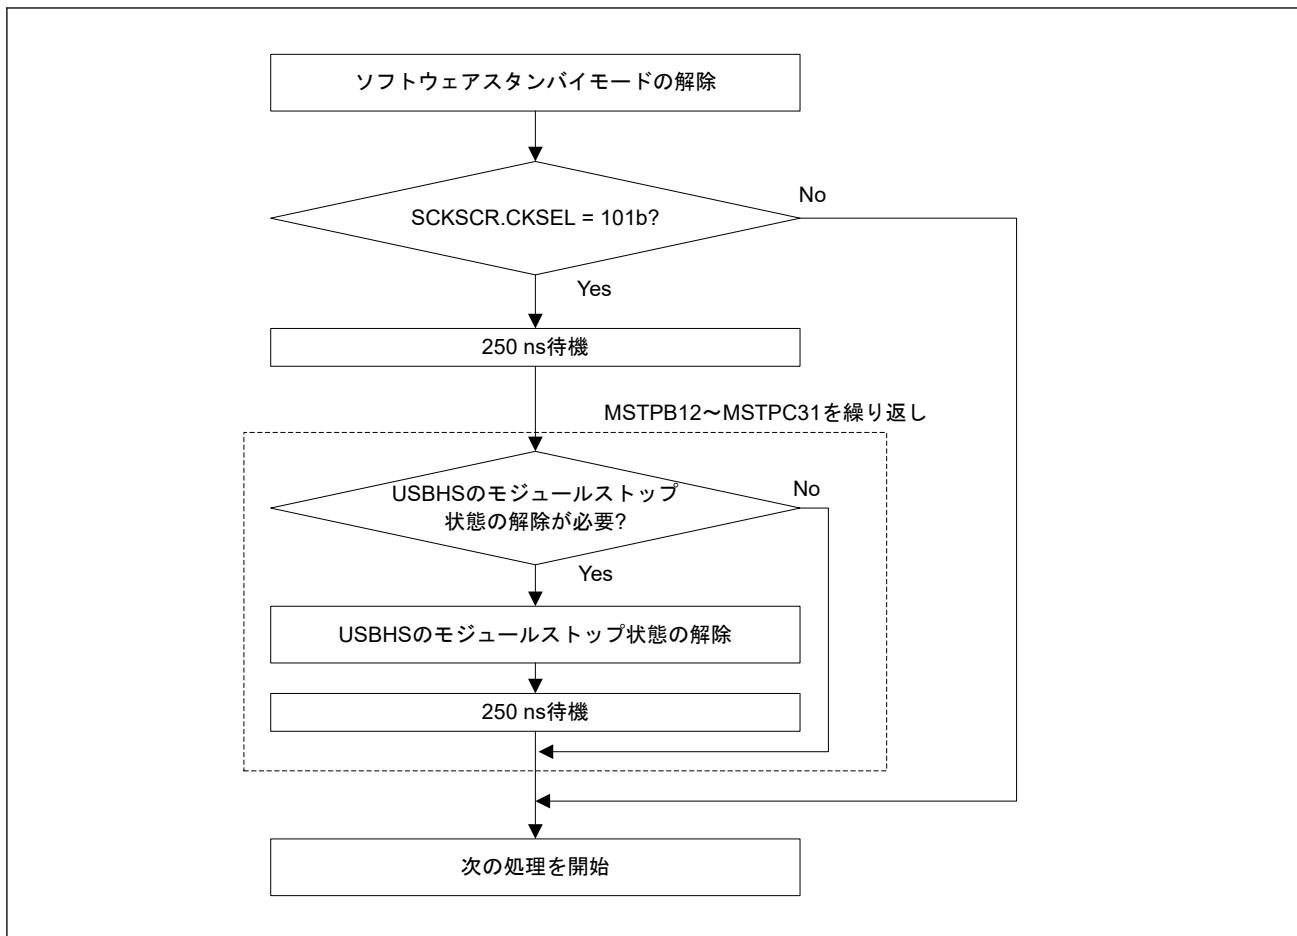 ソフトウェアスタンバイモードの解除
SCKSCR.CKSEL = 101b?
No
Yes
250 ns待機
MSTPB12～MSTPC31を繰り返し
USBHSのモジュールストップ
状態の解除が必要?
No
Yes
USBHSのモジュールストップ状態の解除
250 ns待機
次の処理を開始